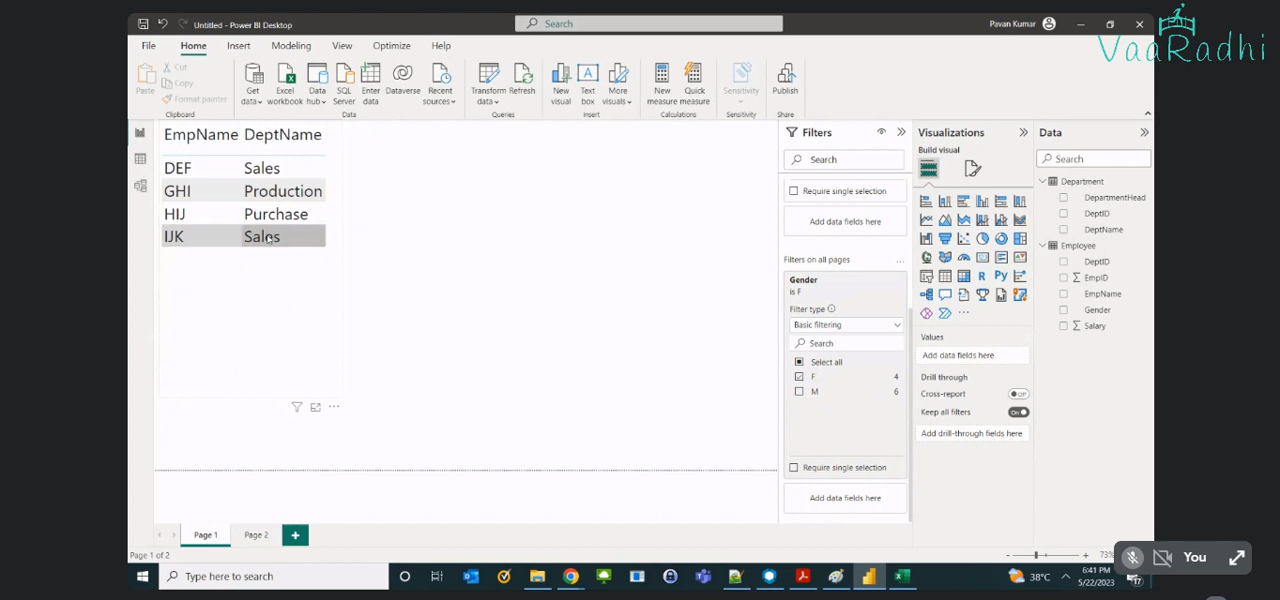 Untitled - Power BI Desktop
Search
Pavan Kumar
VaaRadhi
File Home Insert Modeling View Optimize Help
Paste
Cut
Copy
Format painter
Get data
Excel workbook
Data hub
SQL Server
Enter data
Dataverse
Recent sources
Transform data
Refresh
New visual
Text box
More visuals
New measure
Quick measure
Sensitivity
Publish
Clipboard Data Queries Insert Calculations Sensitivity Share
EmpName DeptName
DEF Sales
GHI Production
HIJ Purchase
IJK Sales
Filters
Search
Require single selection
Add data fields here
Filters on all pages ...
Gender
is F
Filter type
Basic filtering
Search
Select all
F 4
M 6
Require single selection
Add data fields here
Visualizations
Build visual
R Py
Values
Add data fields here
Drill through
Cross-report Off
Keep all filters On
Add drill-through fields here
Data
Search
Department
DepartmentHead
DeptID
DeptName
Employee
DeptID
Σ EmpID
EmpName
Gender
Σ Salary
Page 1 Page 2 +
Page 1 of 2
- + 73%
You
Type here to search
38°C
6:41 PM
5/22/2023
17